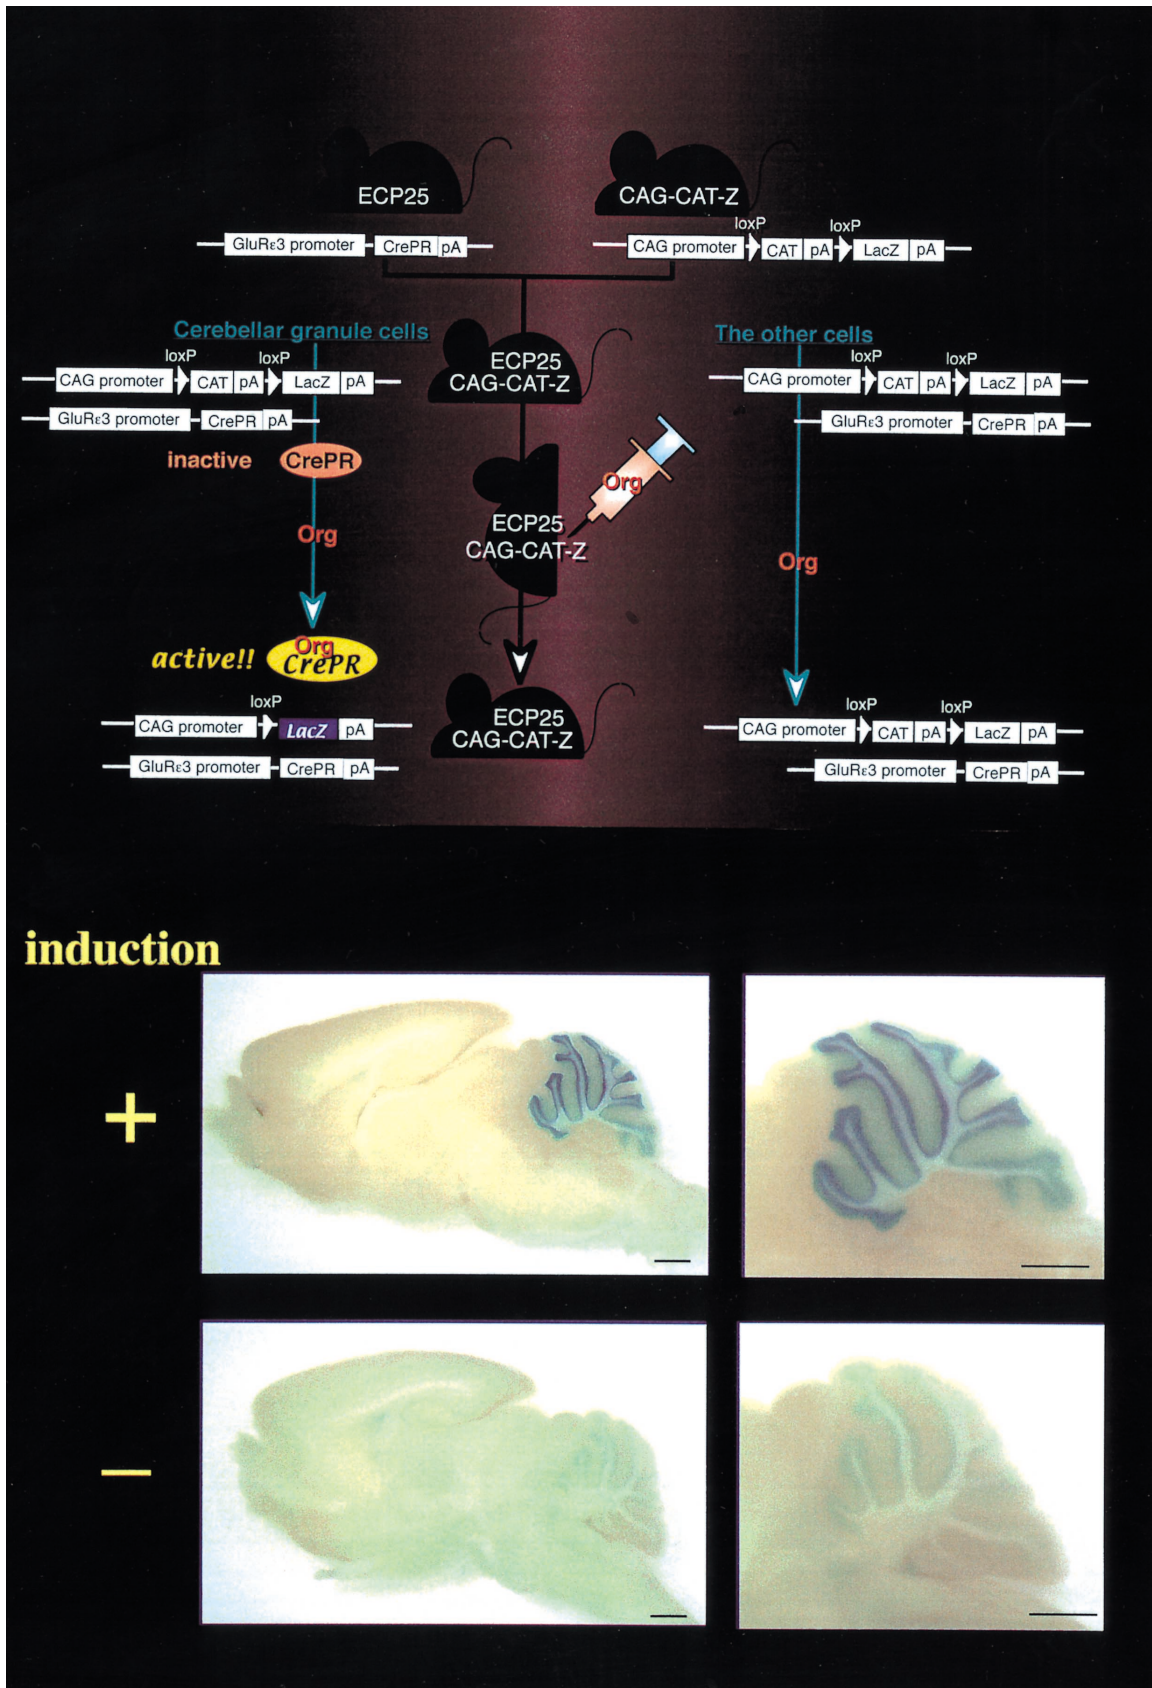 ECP25
CAG-CAT-Z
GluRε3 promoter CrePR pA
loxP loxP
CAG promoter CAT pA LacZ pA
Cerebellar granule cells
The other cells
ECP25
CAG-CAT-Z
loxP loxP
CAG promoter CAT pA LacZ pA
GluRε3 promoter CrePR pA
loxP loxP
CAG promoter CAT pA LacZ pA
GluRε3 promoter CrePR pA
inactive CrePR
Org
ECP25
CAG-CAT-Z
Org
Org
active!! Org
CrePR
loxP
CAG promoter LacZ pA
GluRε3 promoter CrePR pA
ECP25
CAG-CAT-Z
loxP loxP
CAG promoter CAT pA LacZ pA
GluRε3 promoter CrePR pA
induction
+
−